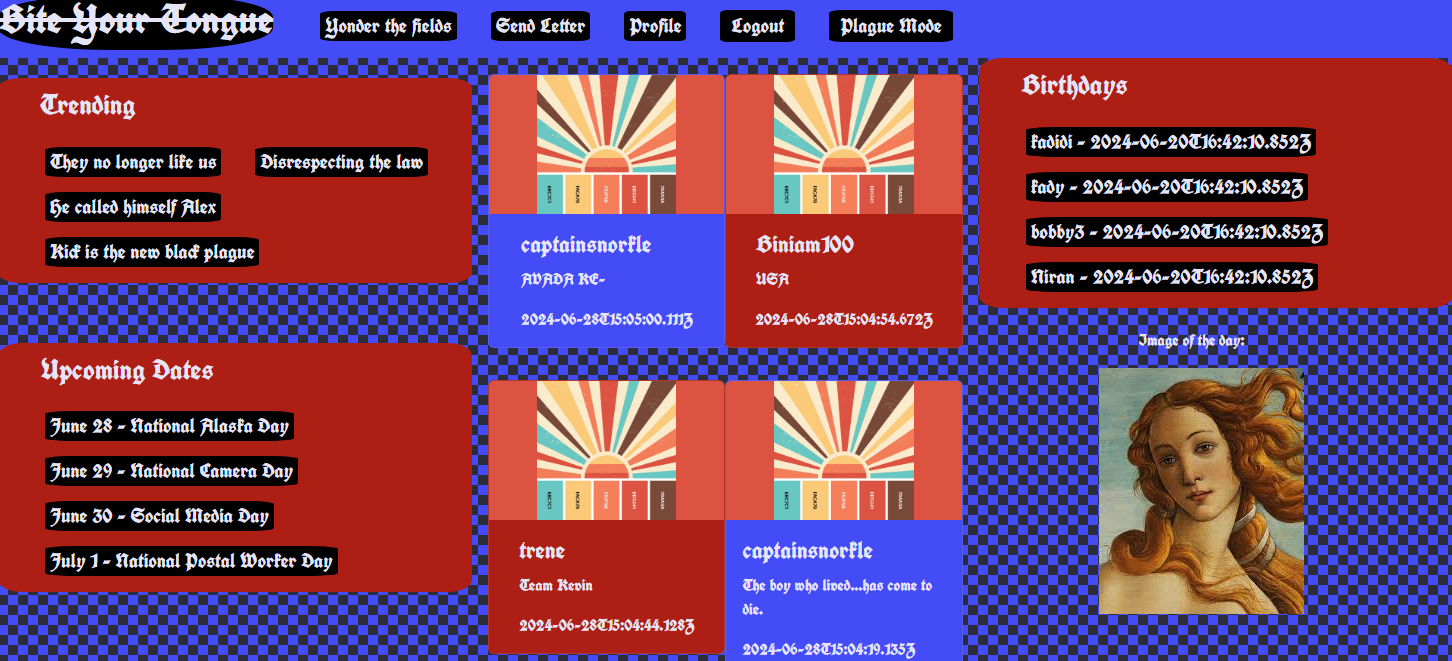 Bite Your Tongue
Yonder the fields
Send Letter
Profile
Logout
Plague Mode
Trending
They no longer like us
Disrespecting the law
He called himself Alex
Kick is the new black plague
Upcoming Dates
June 28 - National Alaska Day
June 29 - National Camera Day
June 30 - Social Media Day
July 1 - National Postal Worker Day
captainsnorkle
AVADA KE-
2024-06-28T15:05:00.111Z
Biniam100
USA
2024-06-28T15:04:54.672Z
trene
Team Kevin
2024-06-28T15:04:44.128Z
captainsnorkle
The boy who lived...has come to
die.
2024-06-28T15:04:19.135Z
Birthdays
kadidi - 2024-06-20T16:42:10.852Z
kady - 2024-06-20T16:42:10.852Z
bobby3 - 2024-06-20T16:42:10.852Z
Niran - 2024-06-20T16:42:10.852Z
Image of the day: